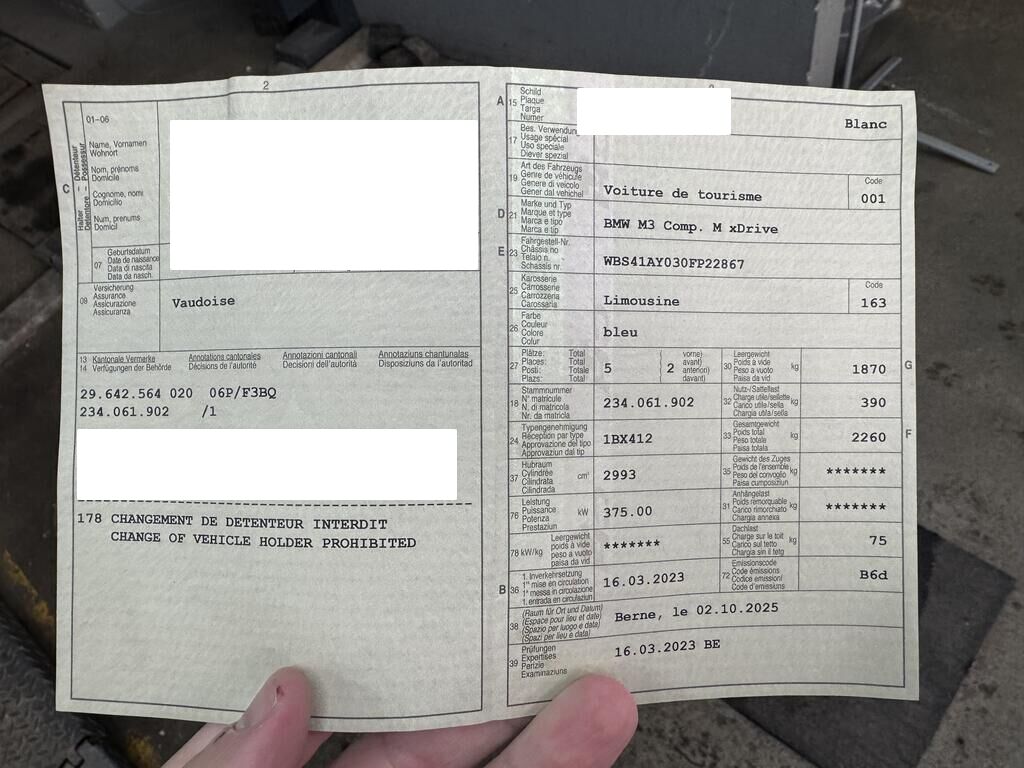 2
01-06
Halter – Détenteur
Detentore – Possessur
C
Name, Vornamen
Wohnort
Nom, prénoms
Domicile
Cognome, nomi
Domicilio
Num, prenums
Domicil
07
Geburtsdatum
Date de naissance
Data di nascita
Data da nasch.
09
Versicherung
Assurance
Assicurazione
Assicuranza
Vaudoise
13 Kantonale Vermerke Annotations cantonales Annotazioni cantonali Annotaziuns chantunalas
14 Verfügungen der Behörde Décisions de l'autorité Decisioni dell'autorità Disposiziuns da l'autoritad
29.642.564 020 06P/F3BQ
234.061.902 /1
178 CHANGEMENT DE DETENTEUR INTERDIT
CHANGE OF VEHICLE HOLDER PROHIBITED
A 15
Schild
Plaque
Targa
Numer
Blanc
17
Bes. Verwendung
Usage spécial
Uso speciale
Diever spezial
19
Art des Fahrzeugs
Genre de véhicule
Genere di veicolo
Gener dal vehichel
Voiture de tourisme
Code
001
D 21
Marke und Typ
Marque et type
Marca e tipo
Marca e tip
BMW M3 Comp. M xDrive
E 23
Fahrgestell-Nr.
Châssis no
Telaio n.
Schassis nr.
WBS41AY030FP22867
25
Karosserie
Carrosserie
Carrozzeria
Carossaria
Limousine
Code
163
26
Farbe
Couleur
Colore
Colur
bleu
27
Plätze: Total ( vorne)
Places: Total ( avant)
Posti: Totale ( anteriori)
Plazs: Total ( davant)
5 2
30
Leergewicht
Poids à vide
Peso a vuoto
Paisa da vid
kg
1870
G
18
Stammnummer
N° matricule
N. di matricola
Nr. da matricla
234.061.902
32
Nutz-/Sattellast
Charge utile/sellette
Carico utile/sella
Chargia utila/sella
kg
390
24
Typengenehmigung
Réception par type
Approvazione del tipo
Approvaziun dal tip
1BX412
33
Gesamtgewicht
Poids total
Peso totale
Paisa totala
kg
2260
F
37
Hubraum
Cylindrée
Cilindrata
Cilindrada
cm³
2993
35
Gewicht des Zuges
Poids de l'ensemble
Peso del convoglio
Paisa cumposiziun
kg
*******
76
Leistung
Puissance
Potenza
Prestaziun
kW
375.00
31
Anhängelast
Poids remorquable
Carico rimorchiato
Chargia annexa
kg
*******
78 kW/kg
Leergewicht
poids à vide
peso a vuoto
paisa da vid
*******
55
Dachlast
Charge sur le toit
Carico sul tetto
Chargia sin il tetg
kg
75
B 36
1. Inverkehrsetzung
1re mise en circulation
1a messa in circolazione
1. entrada en circulaziun
16.03.2023
72
Emissionscode
Code émissions
Codice emissioni
Code d'emissiuns
B6d
38
(Raum für Ort und Datum)
(Espace pour lieu et date)
(Spazio per luogo e data)
(Spazi per lieu e data)
Berne, le 02.10.2025
39
Prüfungen
Expertises
Perizie
Examinaziuns
16.03.2023 BE